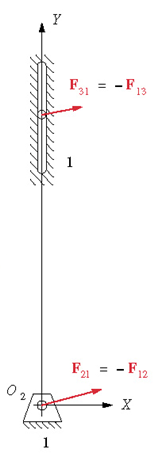 Y
F31 = −F13
1
F21 = −F12
O2
X
1